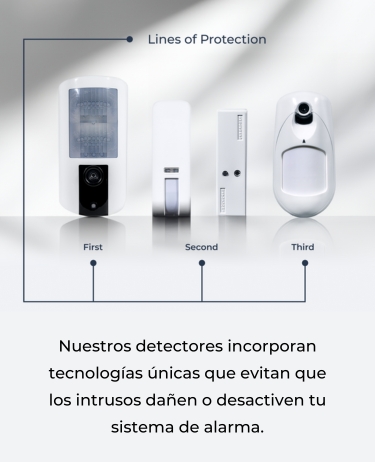 Lines of Protection
First
Second
Third
Nuestros detectores incorporan
tecnologías únicas que evitan que
los intrusos dañen o desactiven tu
sistema de alarma.